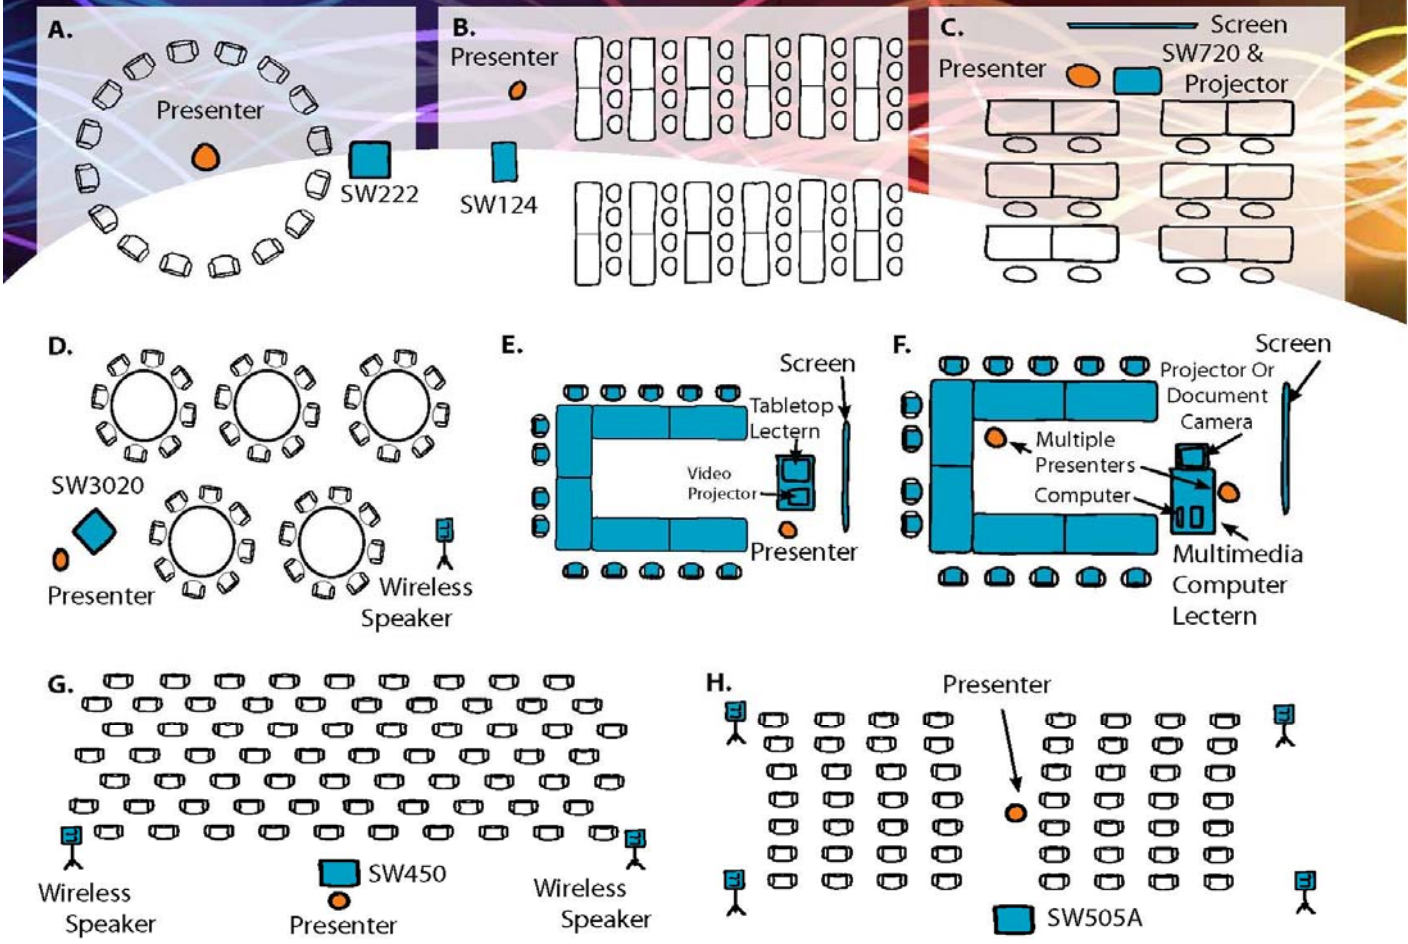 A.
Presenter
SW222
B.
Presenter
SW124
C.
Screen
Presenter
SW720 &
Projector
D.
SW3020
Presenter
Wireless
Speaker
E.
Screen
Tabletop
Lectern
Video
Projector
Presenter
F.
Screen
Projector Or
Document
Camera
Multiple
Presenters
Computer
Multimedia
Computer
Lectern
G.
Wireless
Speaker
SW450
Presenter
Wireless
Speaker
H.
Presenter
SW505A